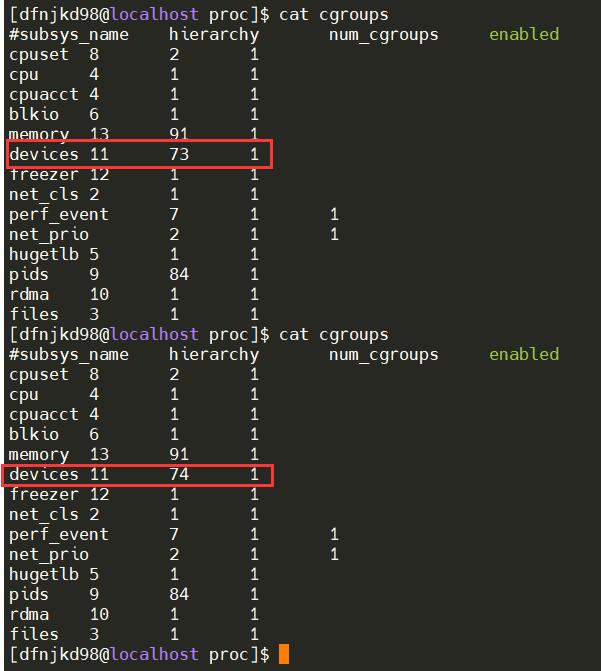 [dfnjkd98@localhost proc]$ cat cgroups
#subsys_name hierarchy num_cgroups enabled
cpuset 8 2 1
cpu 4 1 1
cpuacct 4 1 1
blkio 6 1 1
memory 13 91 1
devices 11 73 1
freezer 12 1 1
net_cls 2 1 1
perf_event 7 1 1
net_prio 2 1 1
hugetlb 5 1 1
pids 9 84 1
rdma 10 1 1
files 3 1 1
[dfnjkd98@localhost proc]$ cat cgroups
#subsys_name hierarchy num_cgroups enabled
cpuset 8 2 1
cpu 4 1 1
cpuacct 4 1 1
blkio 6 1 1
memory 13 91 1
devices 11 74 1
freezer 12 1 1
net_cls 2 1 1
perf_event 7 1 1
net_prio 2 1 1
hugetlb 5 1 1
pids 9 84 1
rdma 10 1 1
files 3 1 1
[dfnjkd98@localhost proc]$